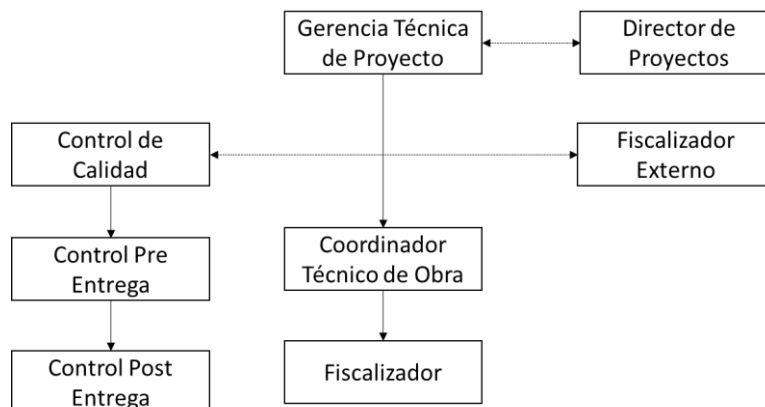 Gerencia Técnica
de Proyecto
Director de
Proyectos
Control de
Calidad
Fiscalizador
Externo
Control Pre
Entrega
Coordinador
Técnico de Obra
Control Post
Entrega
Fiscalizador